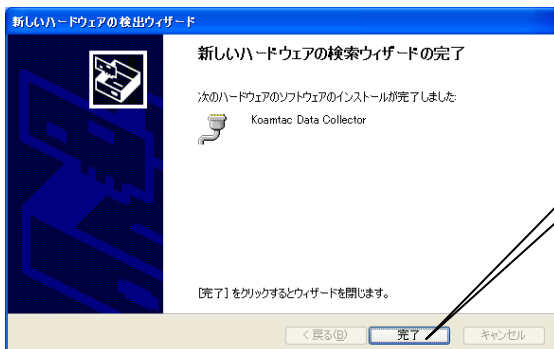 新しいハードウェアの検出ウィザード
新しいハードウェアの検索ウィザードの完了
次のハードウェアのソフトウェアのインストールが完了しました:
Koamtac Data Collector
[完了] をクリックするとウィザードを閉じます。
< 戻る(B) 完了 キャンセル